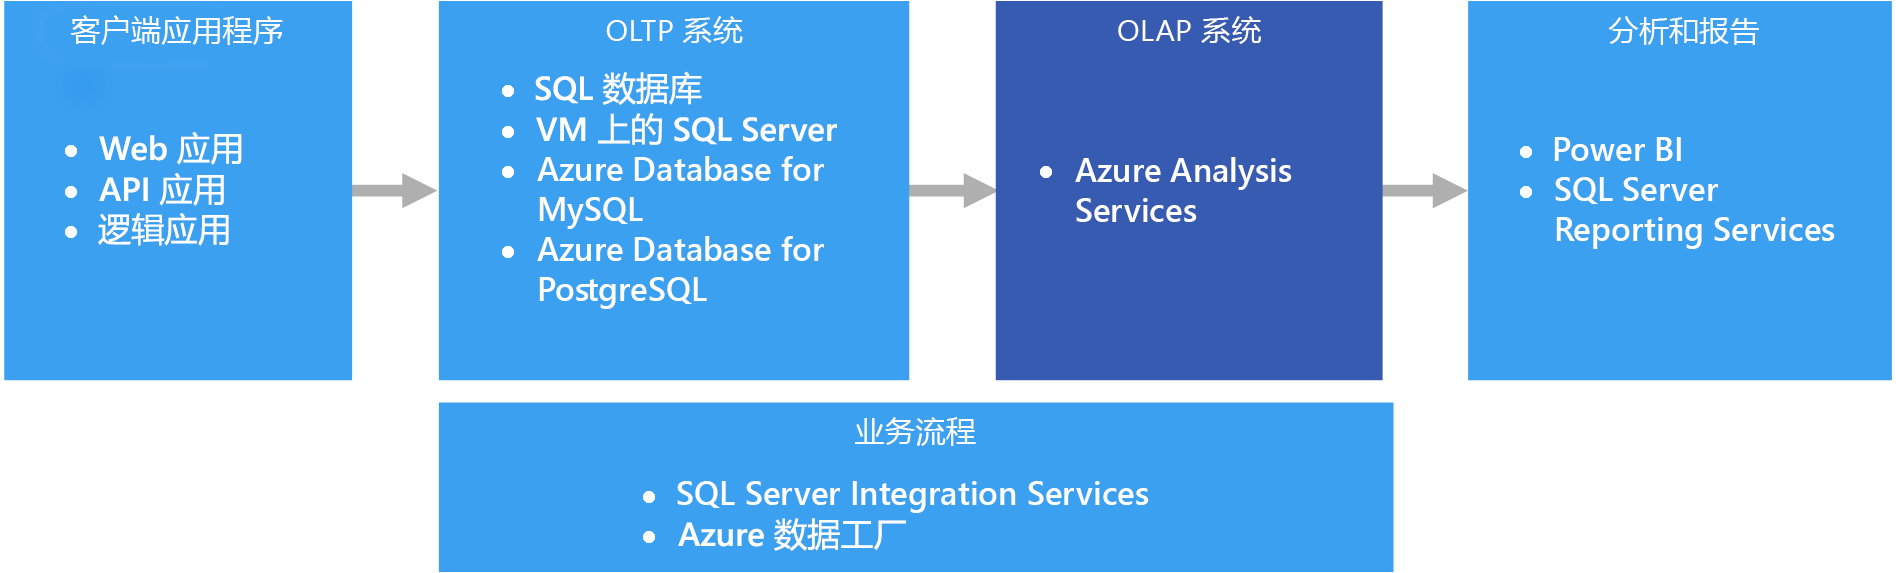 客户端应用程序
• Web 应用
• API 应用
• 逻辑应用
OLTP 系统
• SQL 数据库
• VM 上的 SQL Server
• Azure Database for
MySQL
• Azure Database for
PostgreSQL
OLAP 系统
• Azure Analysis
Services
分析和报告
• Power BI
• SQL Server
Reporting Services
业务流程
• SQL Server Integration Services
• Azure 数据工厂